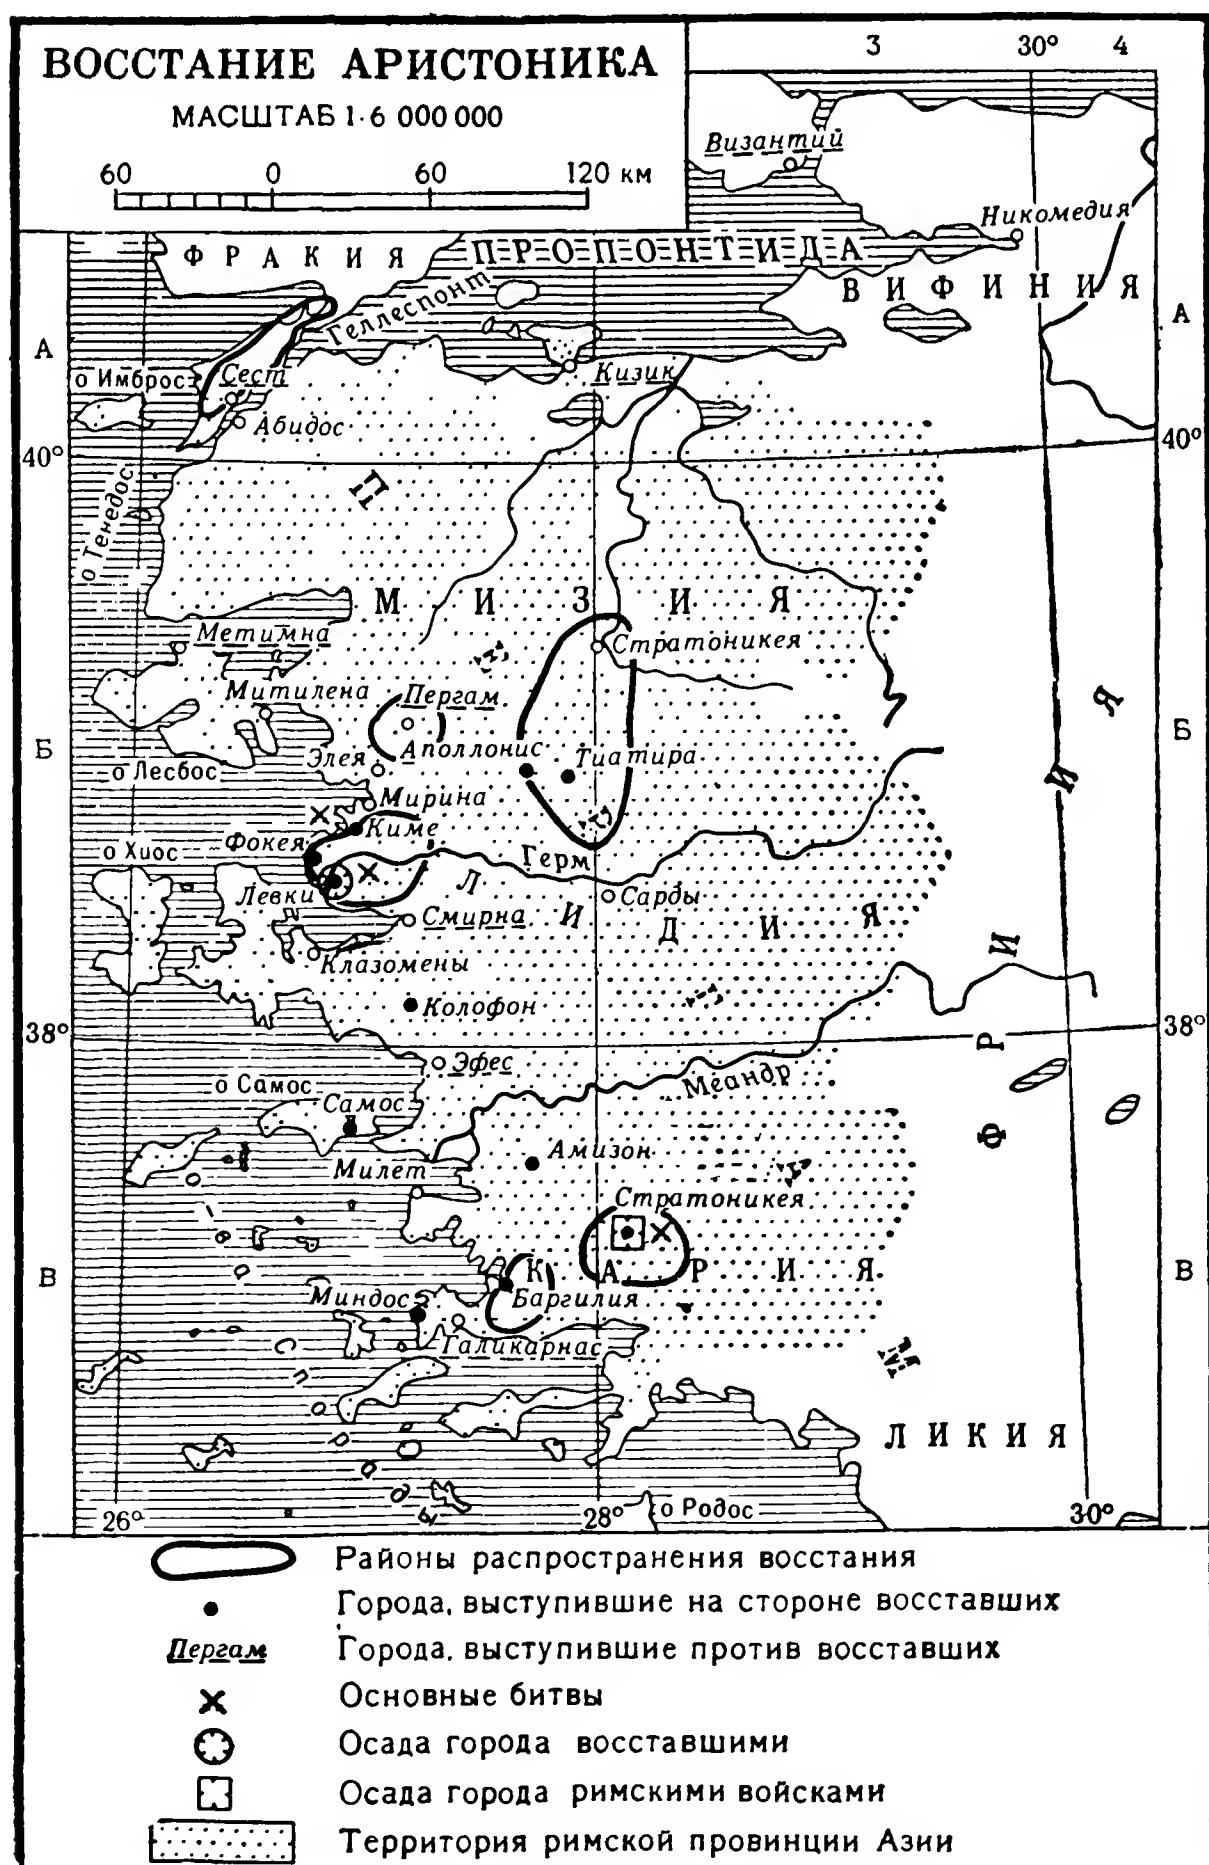 ВОССТАНИЕ АРИСТОНИКА
МАСШТАБ 1·6 000 000
60 0 60 120 км
3 30° 4
Византий
Никомедия
ФРАКИЯ
ПРОПОНТИДА
ВИФИНИЯ
Геллеспонт
А
А
о Имброс
Сест
Кизик
Абидос
40°
40°
о Тенедос
МИЗИЯ
Метимна
Стратоникея
Митилена
Пергам
Б
Б
Элея
Аполлонис
Тиатира
о Лесбос
Мирина
Киме
Фокея
о Хиос
Герм
Левки
Сарды
ЛИДИЯ
Смирна
Клазомены
Колофон
ФРИГИЯ
38°
38°
Эфес
о Самос
Меандр
Самос
Амизон
Милет
Стратоникея
В
КАРИЯ
В
Миндос
Баргилия
Галикарнас
ЛИКИЯ
о Родос
26° 28° 30°
Районы распространения восстания
Города, выступившие на стороне восставших
Пергам Города, выступившие против восставших
Основные битвы
Осада города восставшими
Осада города римскими войсками
Территория римской провинции Азии